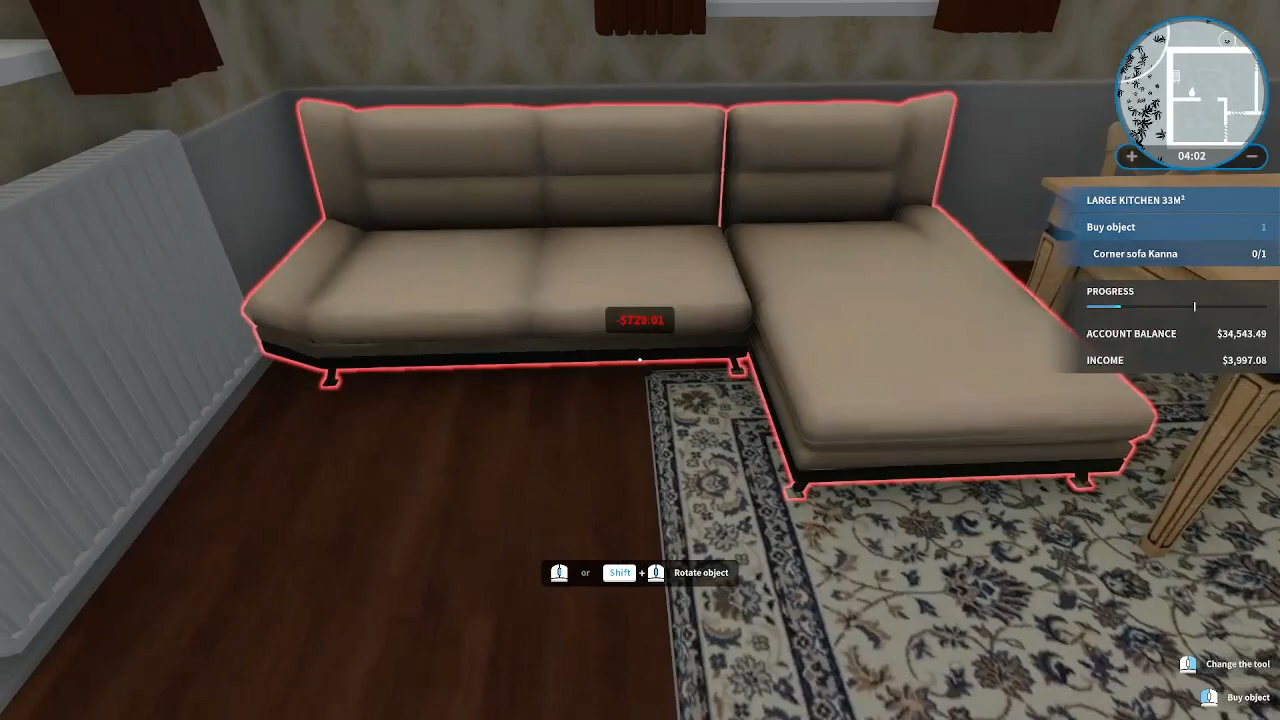 04:02
LARGE KITCHEN 33M²
Buy object 1
Corner sofa Kanna 0/1
PROGRESS
ACCOUNT BALANCE $34,543.49
INCOME $3,997.08
-$729.01
or Shift + Rotate object
Change the tool
Buy object